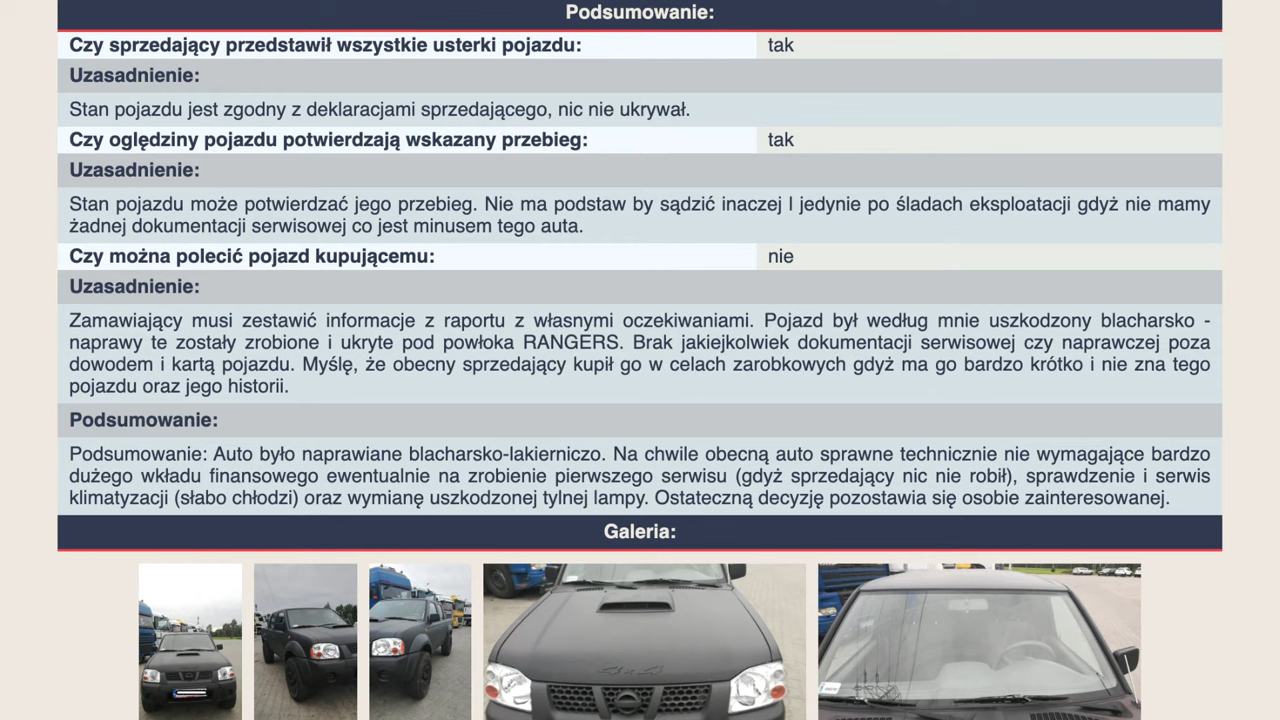 Podsumowanie:
Czy sprzedający przedstawił wszystkie usterki pojazdu: tak
Uzasadnienie:
Stan pojazdu jest zgodny z deklaracjami sprzedającego, nic nie ukrywał.
Czy oględziny pojazdu potwierdzają wskazany przebieg: tak
Uzasadnienie:
Stan pojazdu może potwierdzać jego przebieg. Nie ma podstaw by sądzić inaczej I jedynie po śladach eksploatacji gdyż nie mamy
żadnej dokumentacji serwisowej co jest minusem tego auta.
Czy można polecić pojazd kupującemu: nie
Uzasadnienie:
Zamawiający musi zestawić informacje z raportu z własnymi oczekiwaniami. Pojazd był według mnie uszkodzony blacharsko -
naprawy te zostały zrobione i ukryte pod powłoka RANGERS. Brak jakiejkolwiek dokumentacji serwisowej czy naprawczej poza
dowodem i kartą pojazdu. Myślę, że obecny sprzedający kupił go w celach zarobkowych gdyż ma go bardzo krótko i nie zna tego
pojazdu oraz jego historii.
Podsumowanie:
Podsumowanie: Auto było naprawiane blacharsko-lakierniczo. Na chwile obecną auto sprawne technicznie nie wymagające bardzo
dużego wkładu finansowego ewentualnie na zrobienie pierwszego serwisu (gdyż sprzedający nic nie robił), sprawdzenie i serwis
klimatyzacji (słabo chłodzi) oraz wymianę uszkodzonej tylnej lampy. Ostateczną decyzję pozostawia się osobie zainteresowanej.
Galeria:
4x4